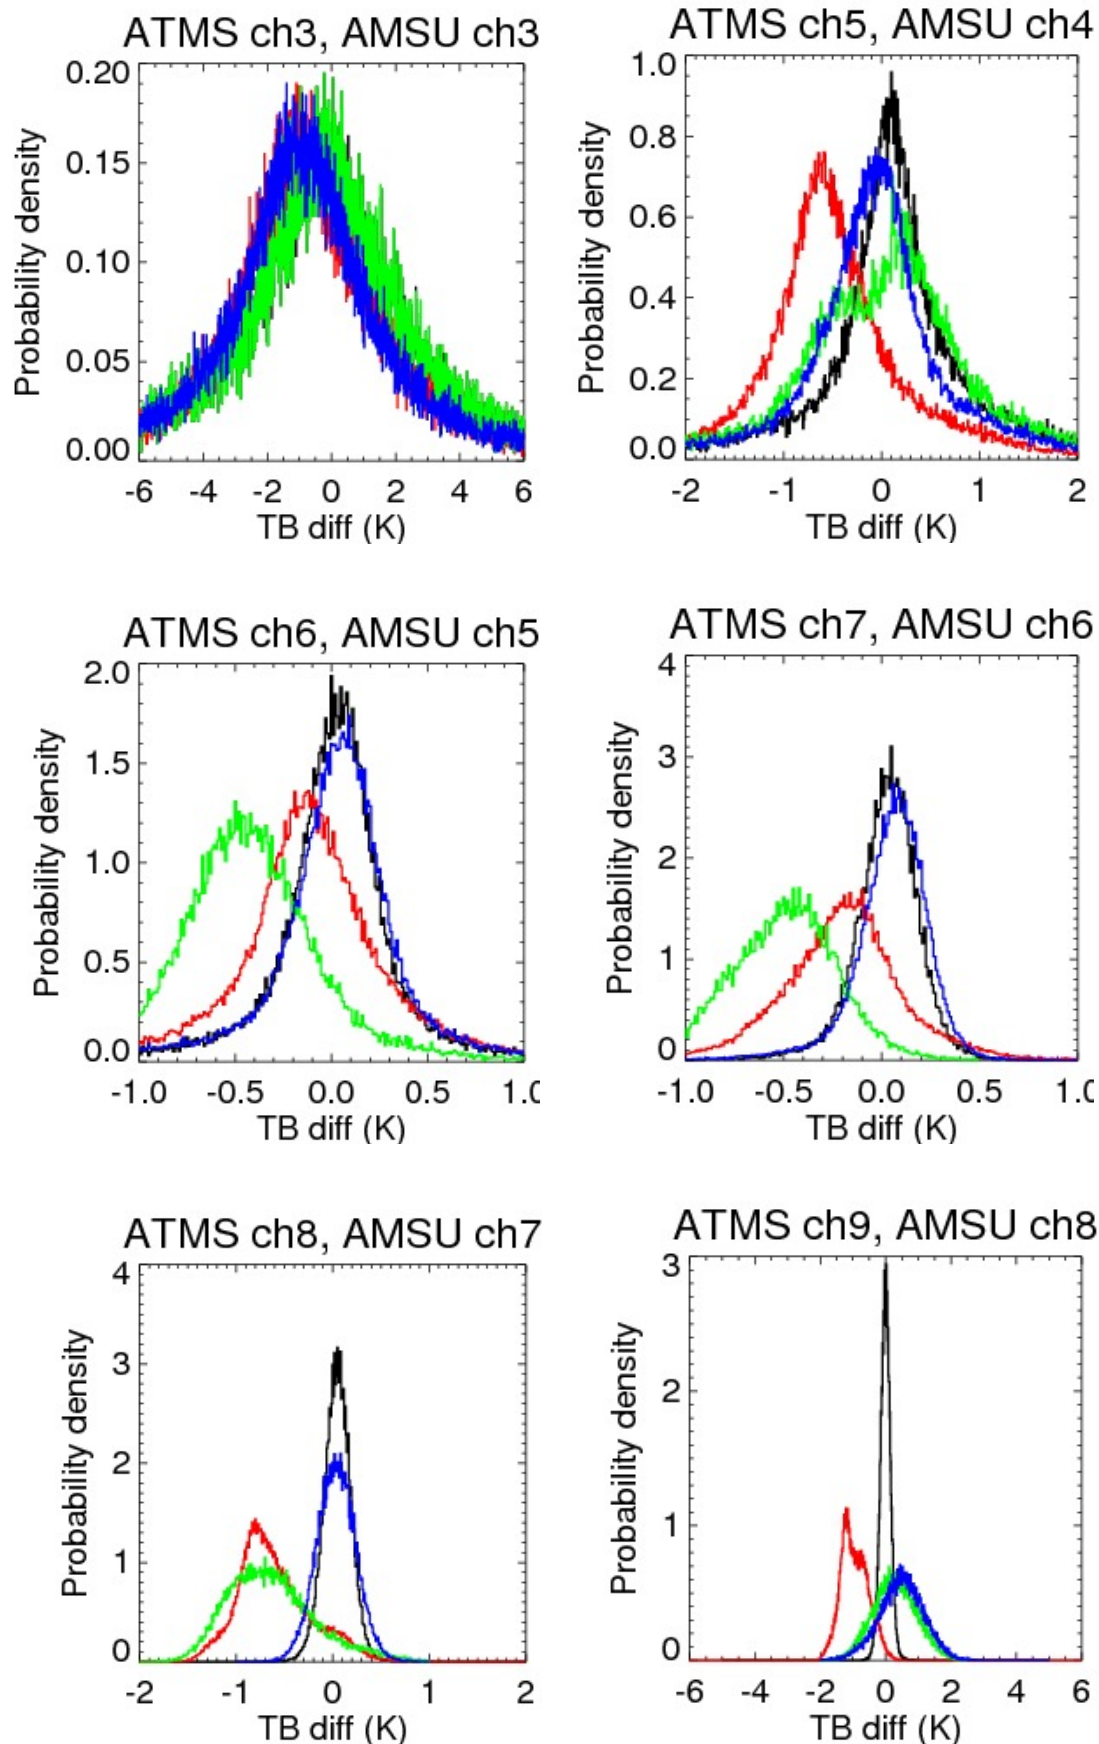 ATMS ch3, AMSU ch3
0.20
0.15
0.10
0.05
0.00
Probability density
-6 -4 -2 0 2 4 6
TB diff (K)
ATMS ch5, AMSU ch4
1.0
0.8
0.6
0.4
0.2
0.0
Probability density
-2 -1 0 1 2
TB diff (K)
ATMS ch6, AMSU ch5
2.0
1.5
1.0
0.5
0.0
Probability density
-1.0 -0.5 0.0 0.5 1.0
TB diff (K)
ATMS ch7, AMSU ch6
4
3
2
1
0
Probability density
-1.0 -0.5 0.0 0.5 1.0
TB diff (K)
ATMS ch8, AMSU ch7
4
3
2
1
0
Probability density
-2 -1 0 1 2
TB diff (K)
ATMS ch9, AMSU ch8
3
2
1
0
Probability density
-6 -4 -2 0 2 4 6
TB diff (K)